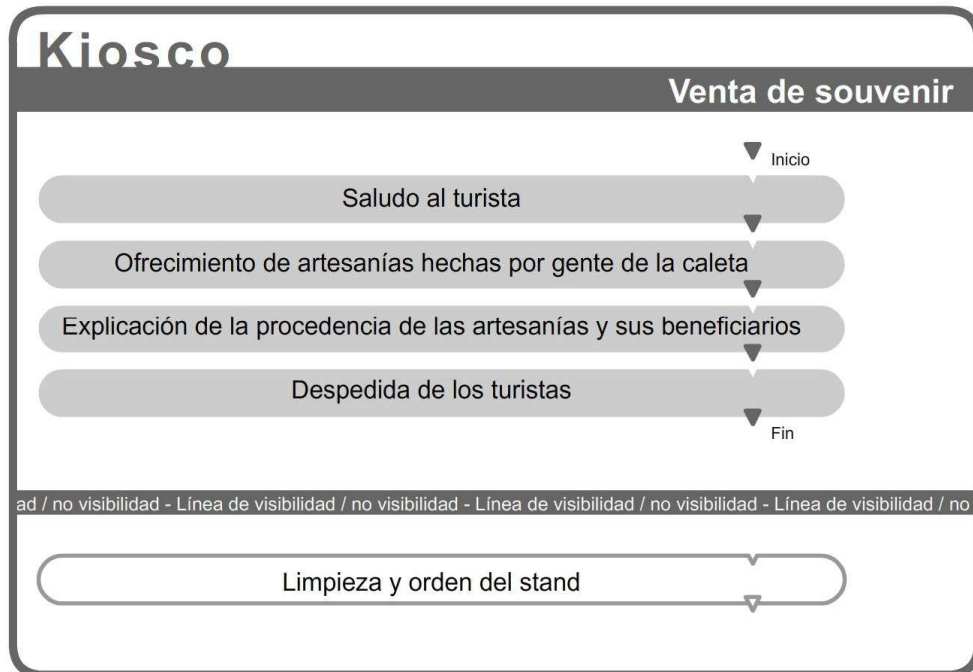 Kiosco
Venta de souvenir
Inicio
Saludo al turista
Ofrecimiento de artesanías hechas por gente de la caleta
Explicación de la procedencia de las artesanías y sus beneficiarios
Despedida de los turistas
Fin
ad / no visibilidad - Línea de visibilidad / no visibilidad - Línea de visibilidad / no visibilidad - Línea de visibilidad / no
Limpieza y orden del stand